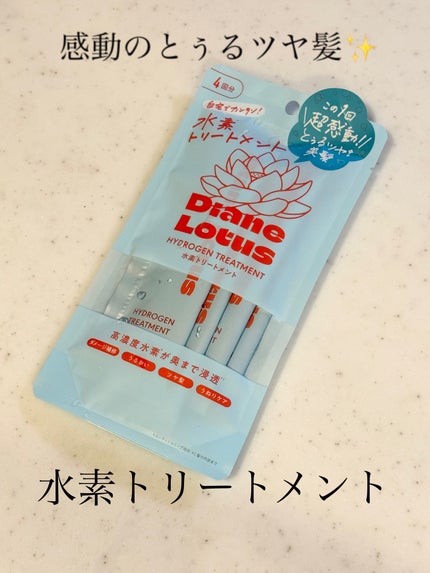 感動のとぅるツヤ髪✨
4回分
自宅でカンタン!
水素
トリートメント
この1回
超感動!!
とぅるツヤ
美髪
Diane
Lotus
HYDROGEN TREATMENT
水素トリートメント
HYDROGEN
TREATMENT
高濃度水素が奥まで浸透
ダメージ補修
うるおい
ツヤ髪
うねりケア
水素トリートメント